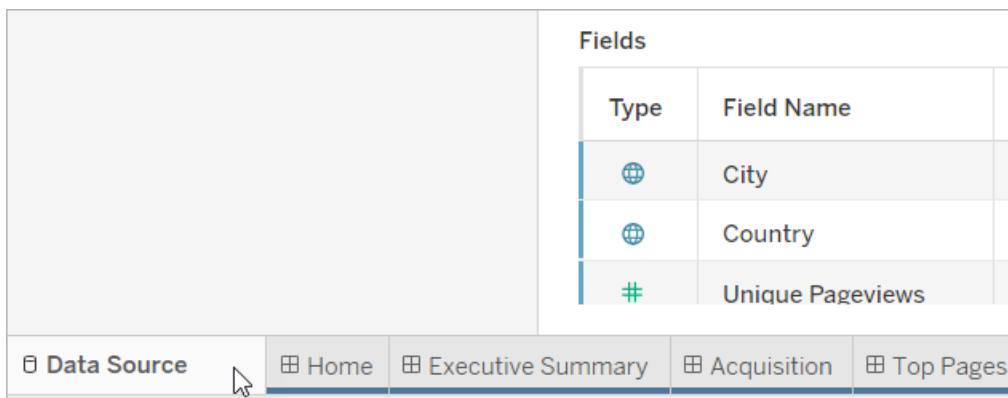 Fields
Type Field Name
City
Country
# Unique Pageviews
Data Source Home Executive Summary Acquisition Top Pages